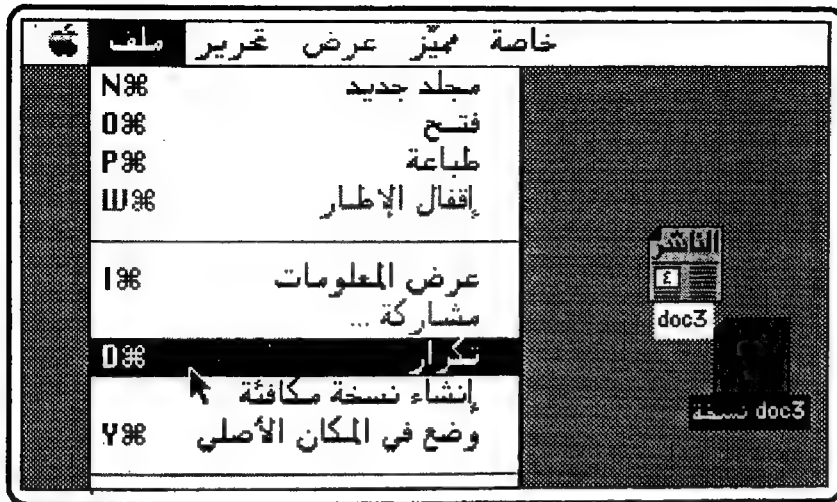 خاصة مميّز عرض تحرير ملف
مجلد جديد ⌘N
فتح ⌘O
طباعة ⌘P
إقفال الإطار ⌘W
عرض المعلومات ⌘I
مشاركة ...
تكرار ⌘D
إنشاء نسخة مكافئة
وضع في المكان الأصلي ⌘Y
الناشر
٤
doc3
doc3 نسخة